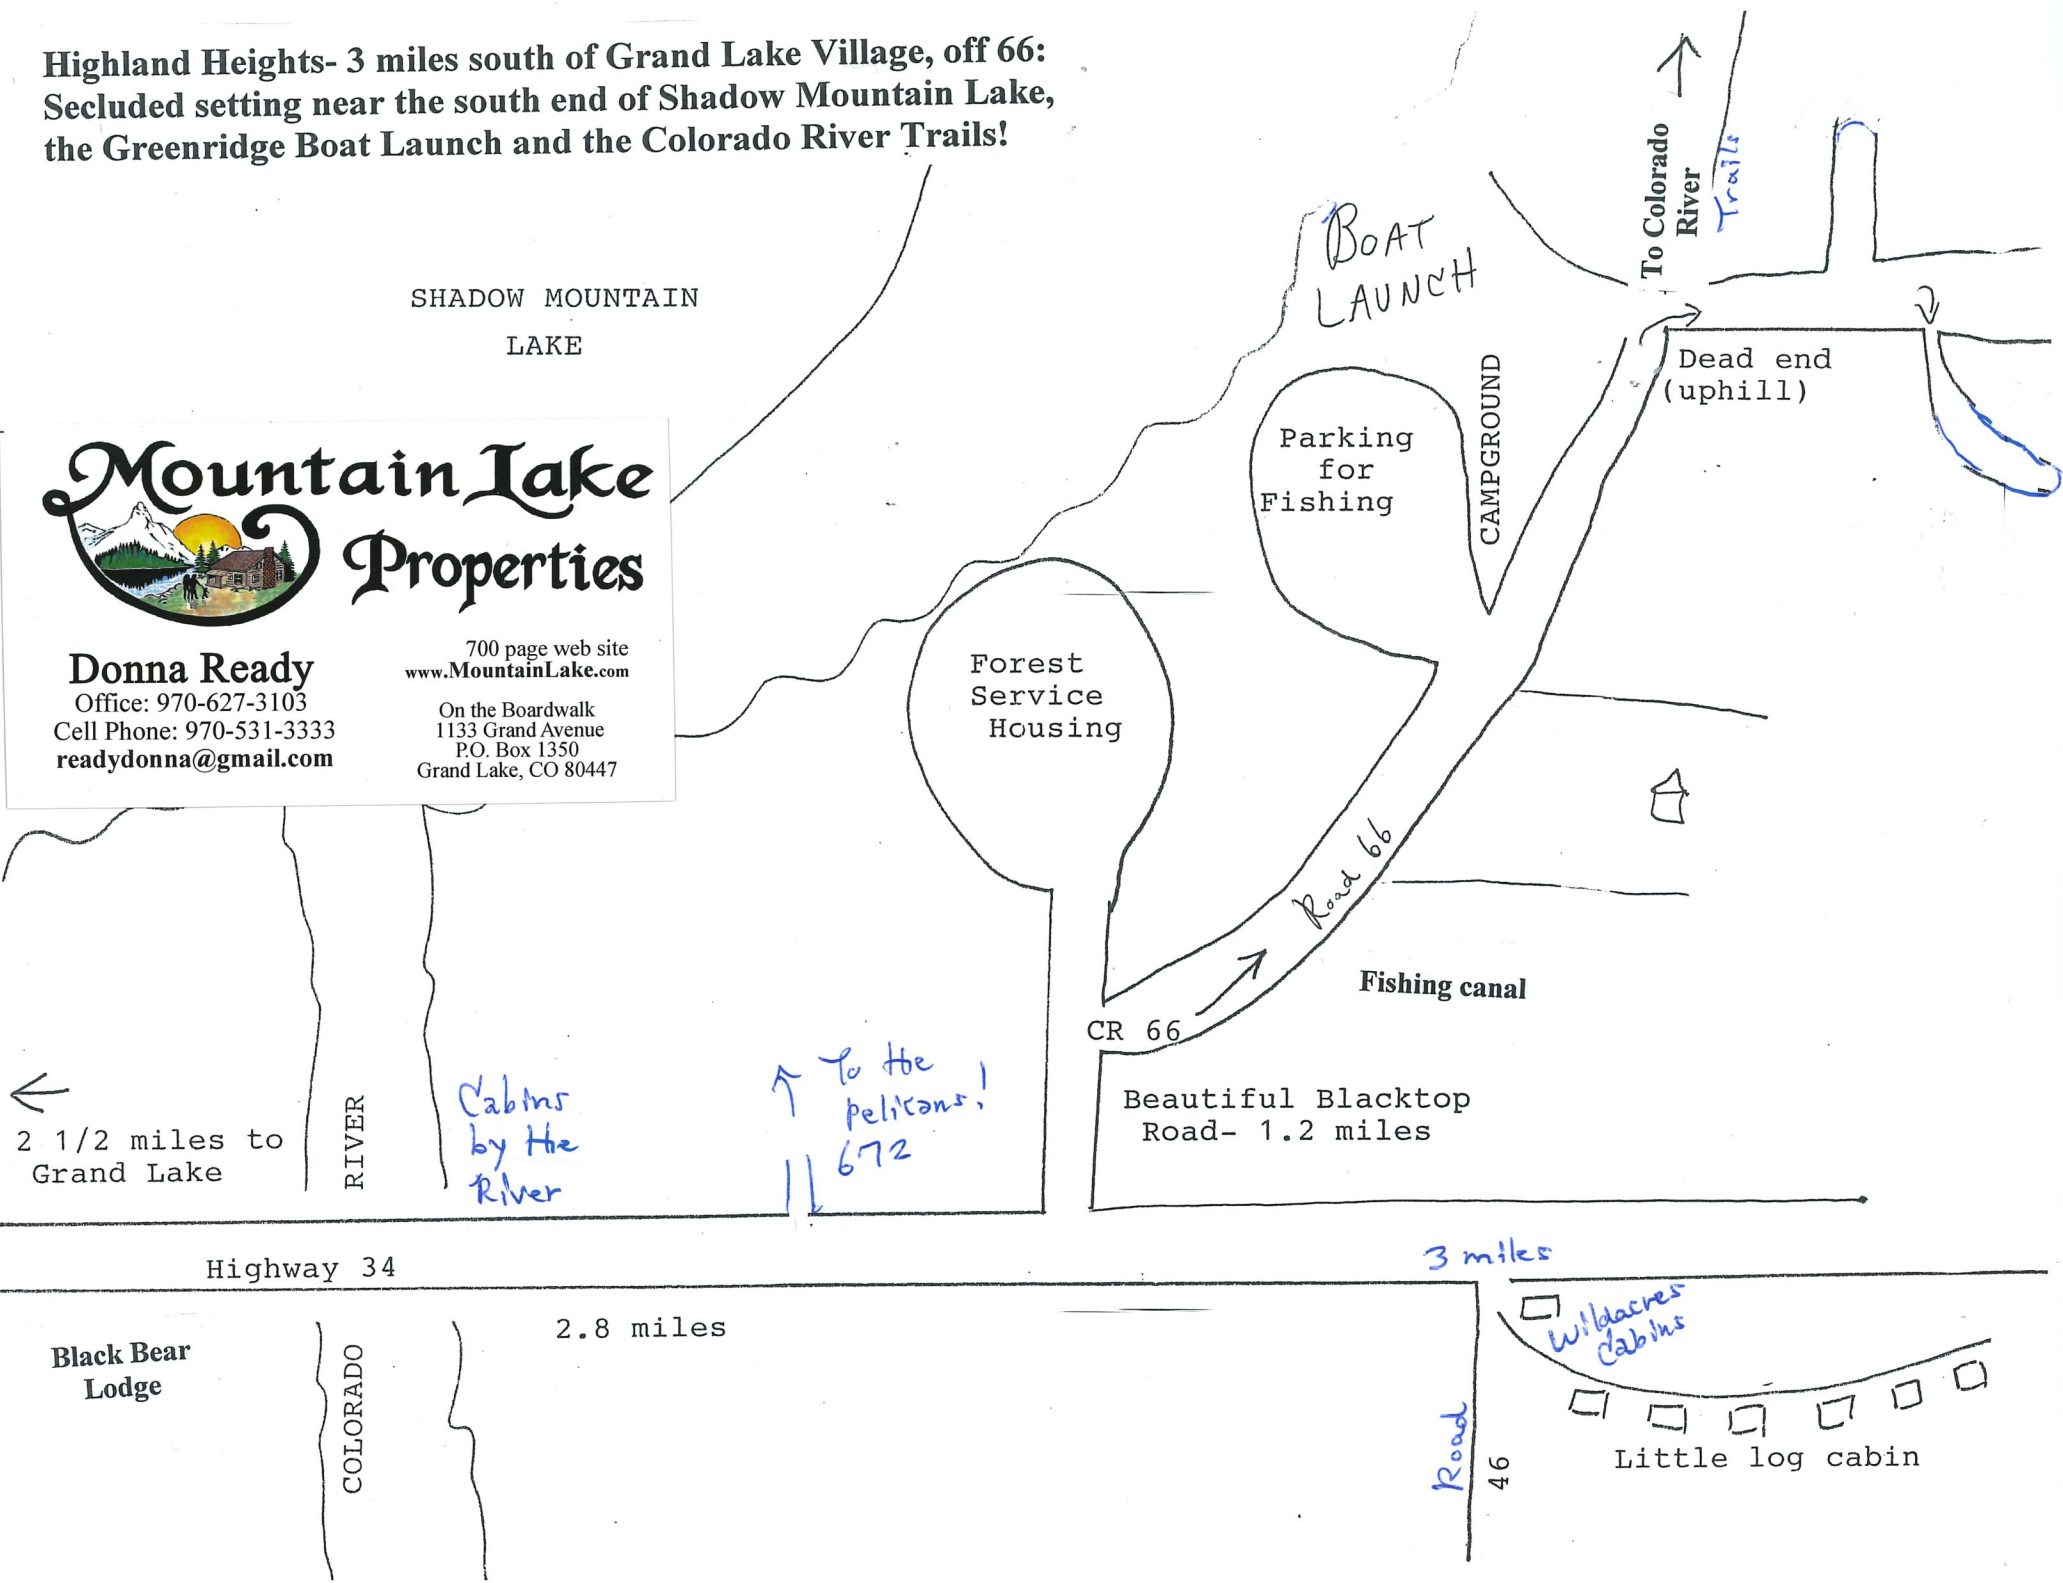 Highland Heights- 3 miles south of Grand Lake Village, off 66:
Secluded setting near the south end of Shadow Mountain Lake,
the Greenridge Boat Launch and the Colorado River Trails!
To Colorado
River
Trails
BOAT
LAUNCH
SHADOW MOUNTAIN
LAKE
Dead end
(uphill)
CAMPGROUND
Parking
for
Fishing
Mountain Lake
Properties
Donna Ready
Office: 970-627-3103
Cell Phone: 970-531-3333
readydonna@gmail.com
700 page web site
www.MountainLake.com
On the Boardwalk
1133 Grand Avenue
P.O. Box 1350
Grand Lake, CO 80447
Forest
Service
Housing
Road 66
Fishing canal
CR 66
2 1/2 miles to
Grand Lake
RIVER
Cabins
by the
River
To the
pelicans!
672
Beautiful Blacktop
Road- 1.2 miles
Highway 34
3 miles
Black Bear
Lodge
COLORADO
2.8 miles
Road
46
Wildacres
Cabins
Little log cabin